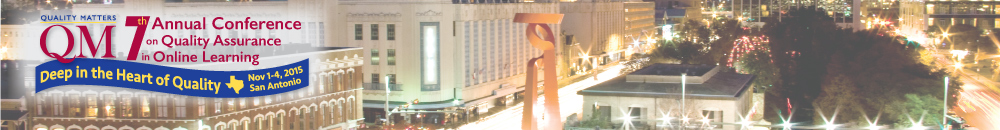 QUALITY MATTERS
QM 7th Annual Conference
on Quality Assurance
in Online Learning
Deep in the Heart of Quality
Nov 1-4, 2015
San Antonio